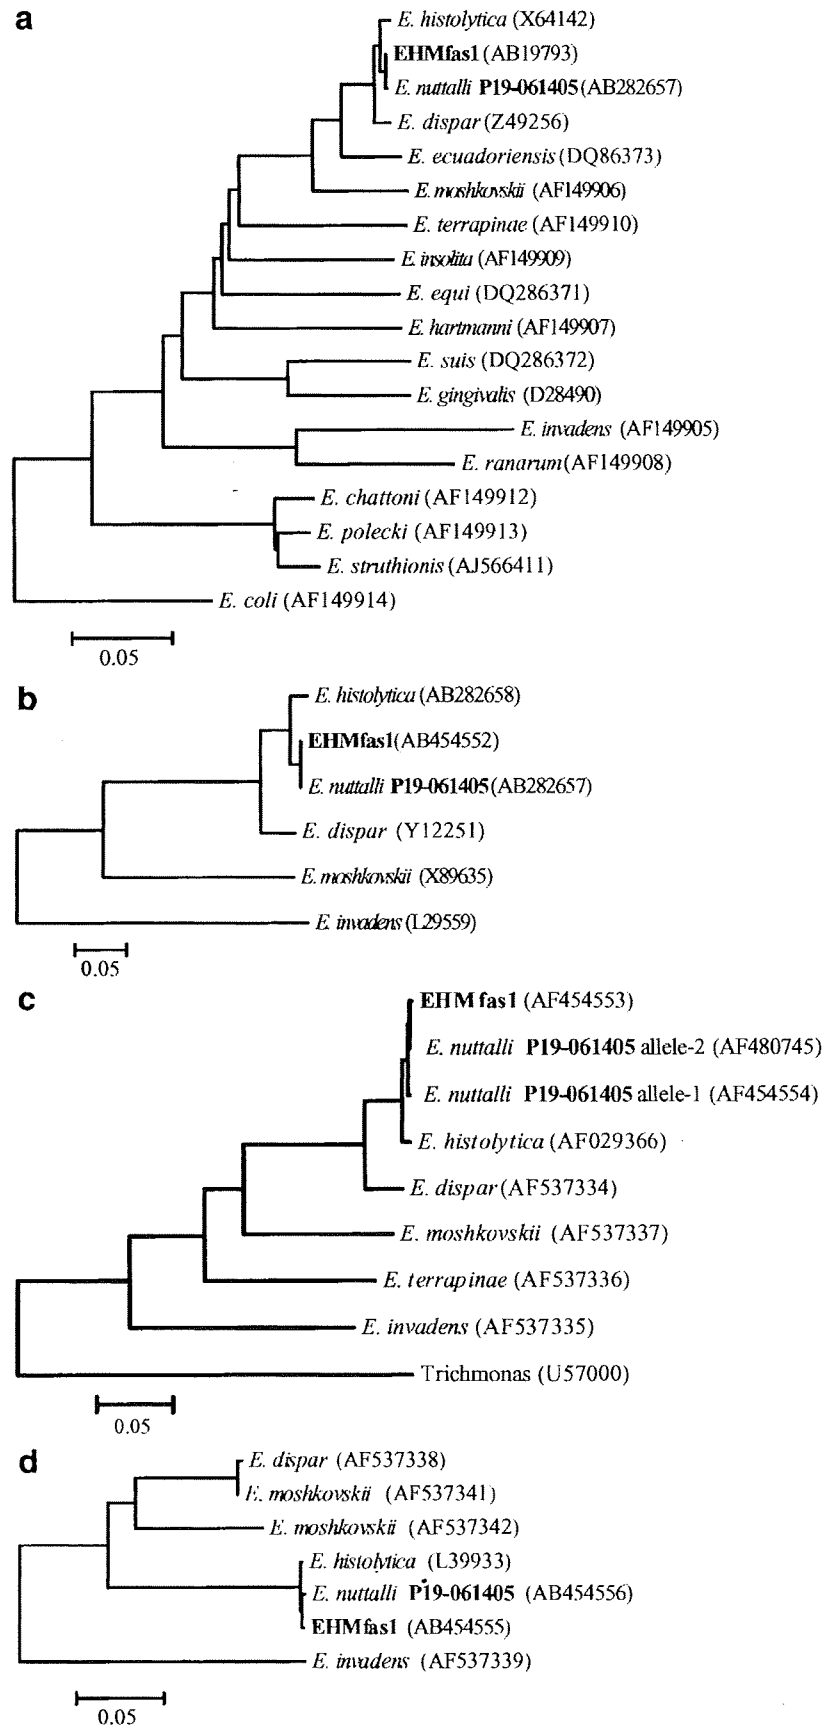 a
E. histolytica (X64142)
EHMfas1 (AB19793)
E. nuttalli P19-061405 (AB282657)
E. dispar (Z49256)
E. ecuadoriensis (DQ86373)
E. moshkovskii (AF149906)
E. terrapinae (AF149910)
E. insolita (AF149909)
E. equi (DQ286371)
E. hartmanni (AF149907)
E. suis (DQ286372)
E. gingivalis (D28490)
E. invadens (AF149905)
E. ranarum (AF149908)
E. chattoni (AF149912)
E. polecki (AF149913)
E. struthionis (AJ566411)
E. coli (AF149914)
0.05
b
E. histolytica (AB282658)
EHMfas1 (AB454552)
E. nuttalli P19-061405 (AB282657)
E. dispar (Y12251)
E. moshkovskii (X89635)
E. invadens (L29559)
0.05
c
EHMfas1 (AF454553)
E. nuttalli P19-061405 allele-2 (AF480745)
E. nuttalli P19-061405 allele-1 (AF454554)
E. histolytica (AF029366)
E. dispar (AF537334)
E. moshkovskii (AF537337)
E. terrapinae (AF537336)
E. invadens (AF537335)
Trichmonas (U57000)
0.05
d
E. dispar (AF537338)
E. moshkovskii (AF537341)
E. moshkovskii (AF537342)
E. histolytica (L39933)
E. nuttalli P19-061405 (AB454556)
EHMfas1 (AB454555)
E. invadens (AF537339)
0.05